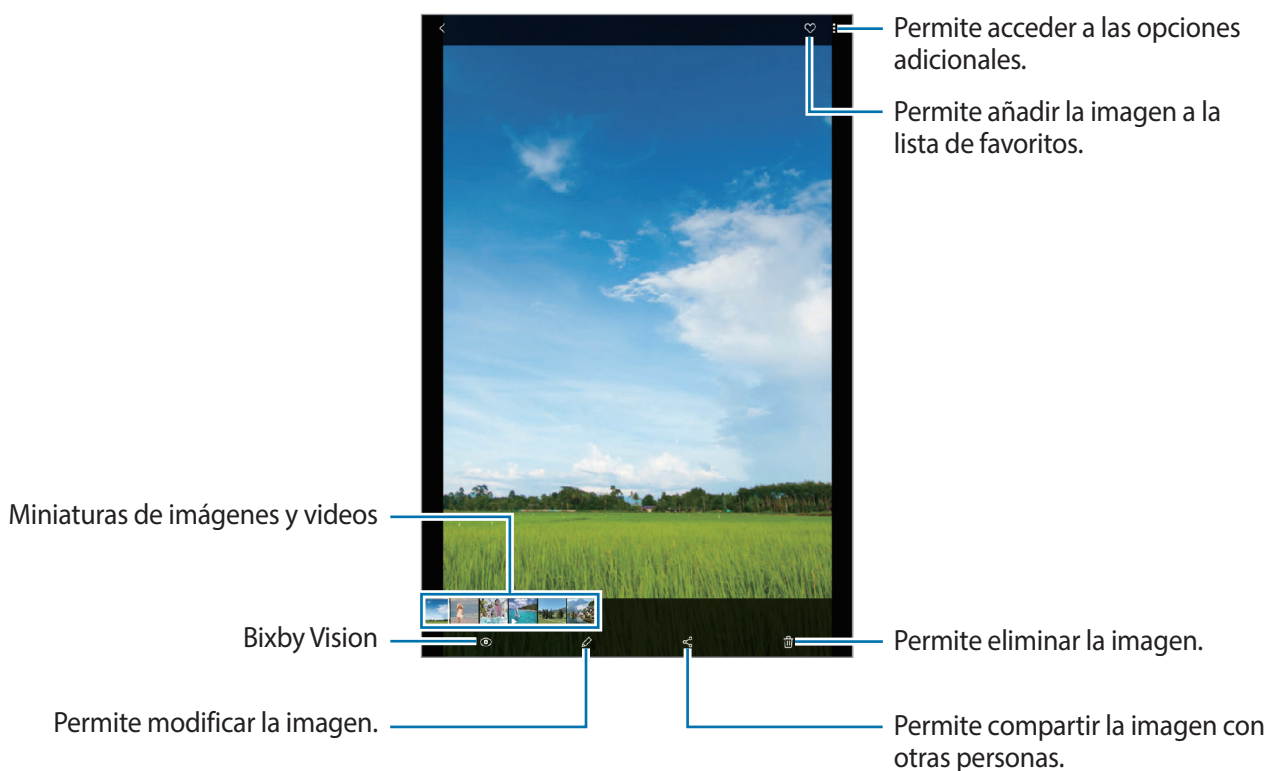 Permite acceder a las opciones
adicionales.
Permite añadir la imagen a la
lista de favoritos.
Miniaturas de imágenes y videos
Bixby Vision
Permite eliminar la imagen.
Permite modificar la imagen.
Permite compartir la imagen con
otras personas.